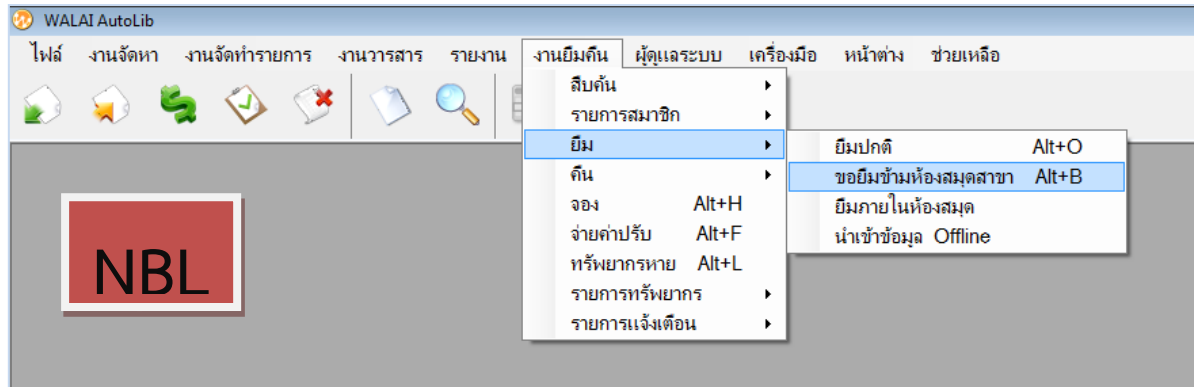 WALAI AutoLib
ไฟล์ งานจัดหา งานจัดทำรายการ งานวารสาร รายงาน งานยืมคืน ผู้ดูแลระบบ เครื่องมือ หน้าต่าง ช่วยเหลือ
สืบค้น
รายการสมาชิก
ยืม
คืน
จอง Alt+H
จ่ายค่าปรับ Alt+F
ทรัพยากรหาย Alt+L
รายการทรัพยากร
รายการแจ้งเตือน
ยืมปกติ Alt+O
ขอยืมข้ามห้องสมุดสาขา Alt+B
ยืมภายในห้องสมุด
นำเข้าข้อมูล Offline
NBL